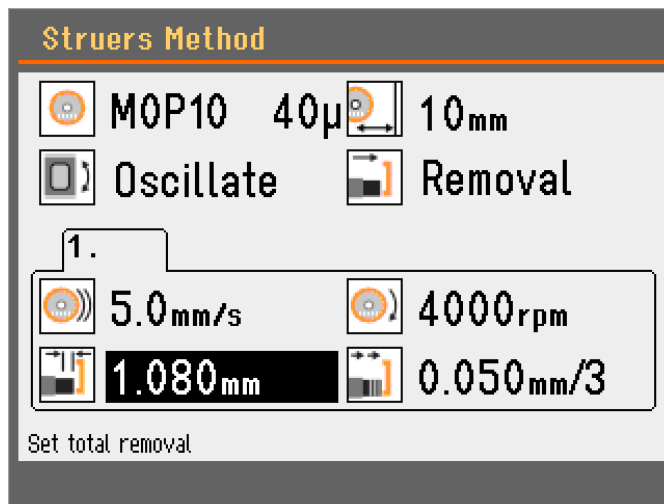 Struers Method
MOP10 40µ 10mm
Oscillate Removal
1.
5.0mm/s 4000rpm
1.080mm 0.050mm/3
Set total removal